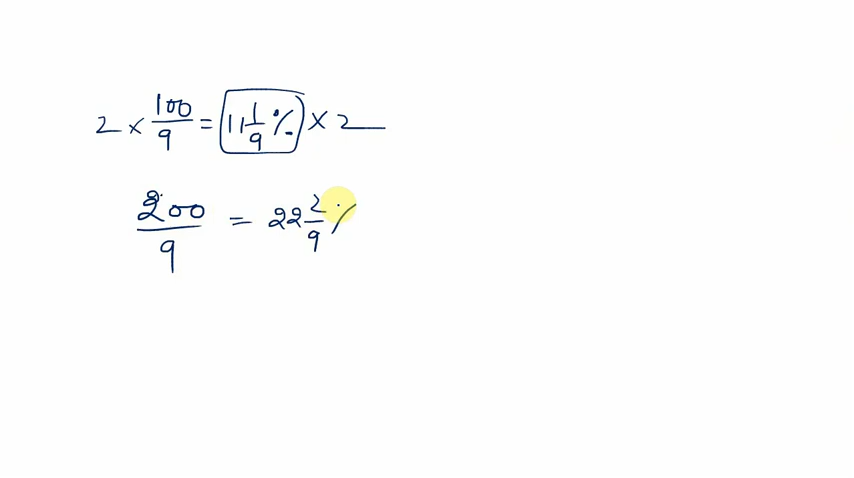 2 × 100/9 = 11 1/9 % × 2
200/9 = 22 2/9 %